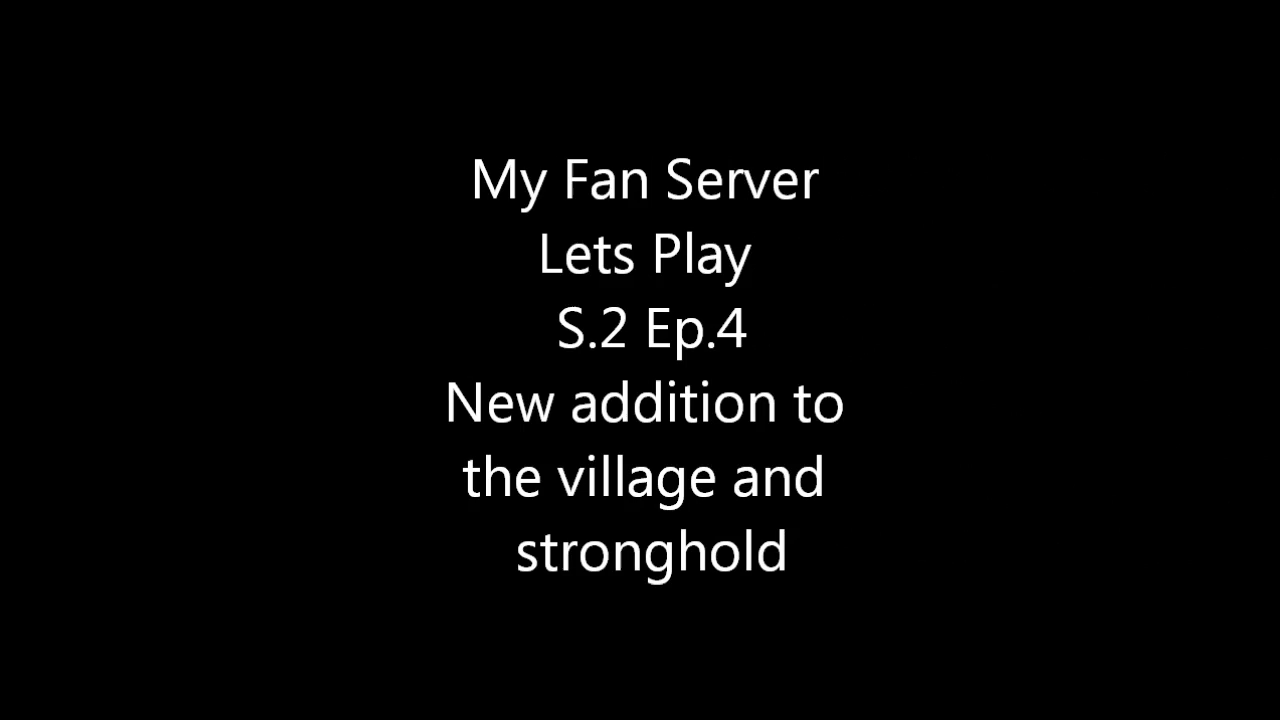 My Fan Server
Lets Play
S.2 Ep.4
New addition to
the village and
stronghold